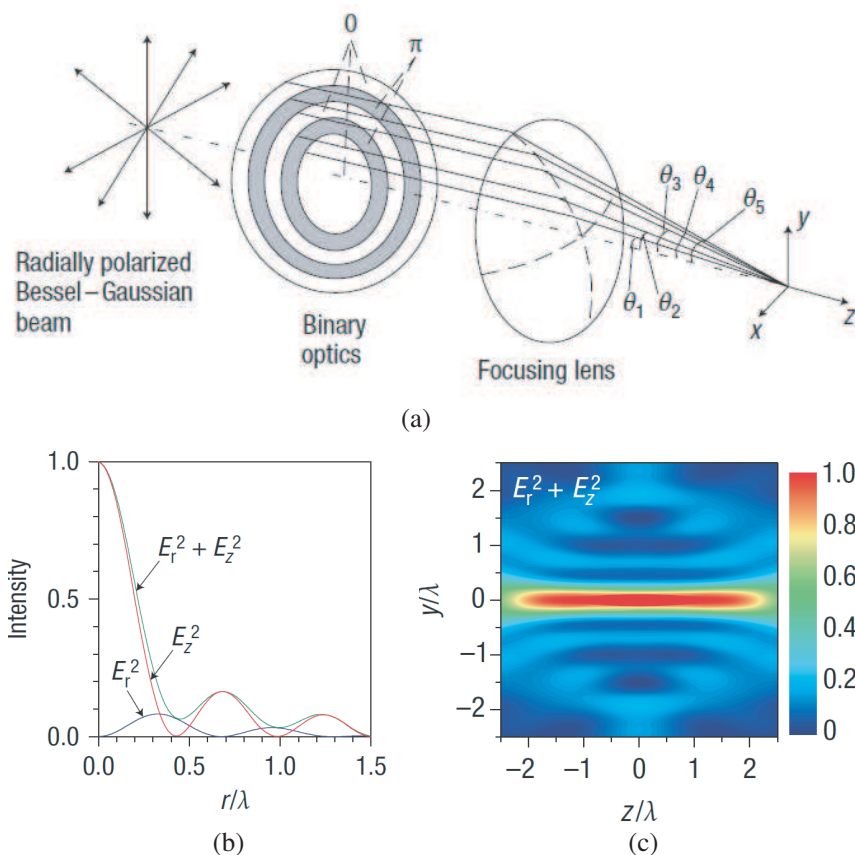 0
π
θ3
θ4
θ5
y
Radially polarized
Bessel–Gaussian
beam
Binary
optics
θ1
θ2
x
z
Focusing lens
(a)
1.0
0.5
0.0
Intensity
Er² + Ez²
Ez²
Er²
0.0
0.5
1.0
1.5
r/λ
(b)
Er² + Ez²
2
1
0
−1
−2
y/λ
−2
−1
0
1
2
z/λ
1.0
0.8
0.6
0.4
0.2
0
(c)